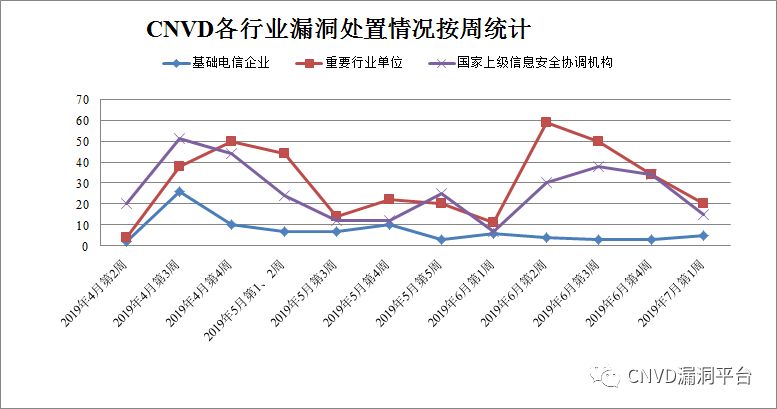 CNVD各行业漏洞处置情况按周统计
基础电信企业 重要行业单位 国家上级信息安全协调机构
70
60
50
40
30
20
10
0
2019年4月第2周
2019年4月第3周
2019年4月第4周
2019年5月第1、2周
2019年5月第3周
2019年5月第4周
2019年5月第5周
2019年6月第1周
2019年6月第2周
2019年6月第3周
2019年6月第4周
2019年7月第1周
CNVD漏洞平台